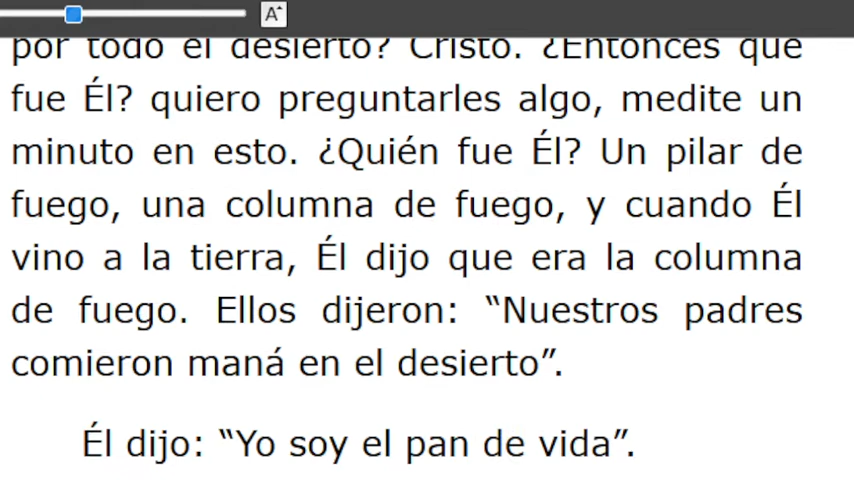 A
por todo el desierto? Cristo. ¿Entonces que
fue Él? quiero preguntarles algo, medite un
minuto en esto. ¿Quién fue Él? Un pilar de
fuego, una columna de fuego, y cuando Él
vino a la tierra, Él dijo que era la columna
de fuego. Ellos dijeron: “Nuestros padres
comieron maná en el desierto”.
Él dijo: “Yo soy el pan de vida”.